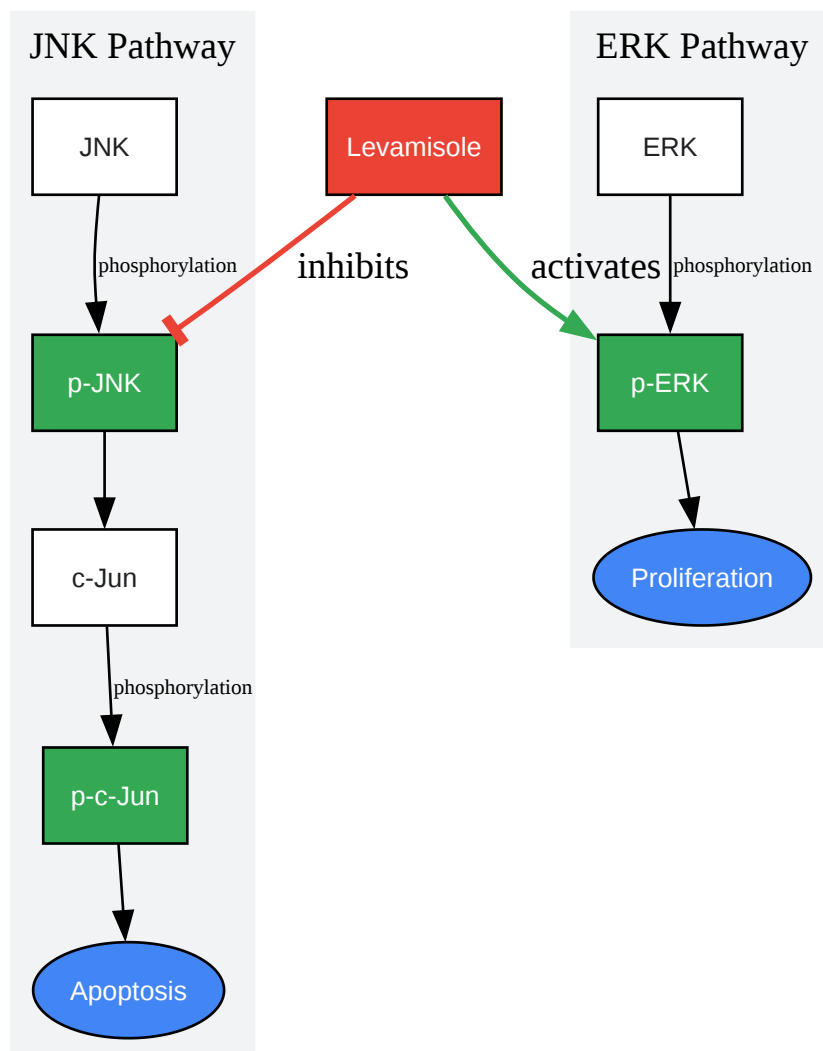 JNK Pathway
ERK Pathway
JNK
Levamisole
ERK
phosphorylation
inhibits
activates
phosphorylation
p-JNK
p-ERK
c-Jun
Proliferation
phosphorylation
p-c-Jun
Apoptosis